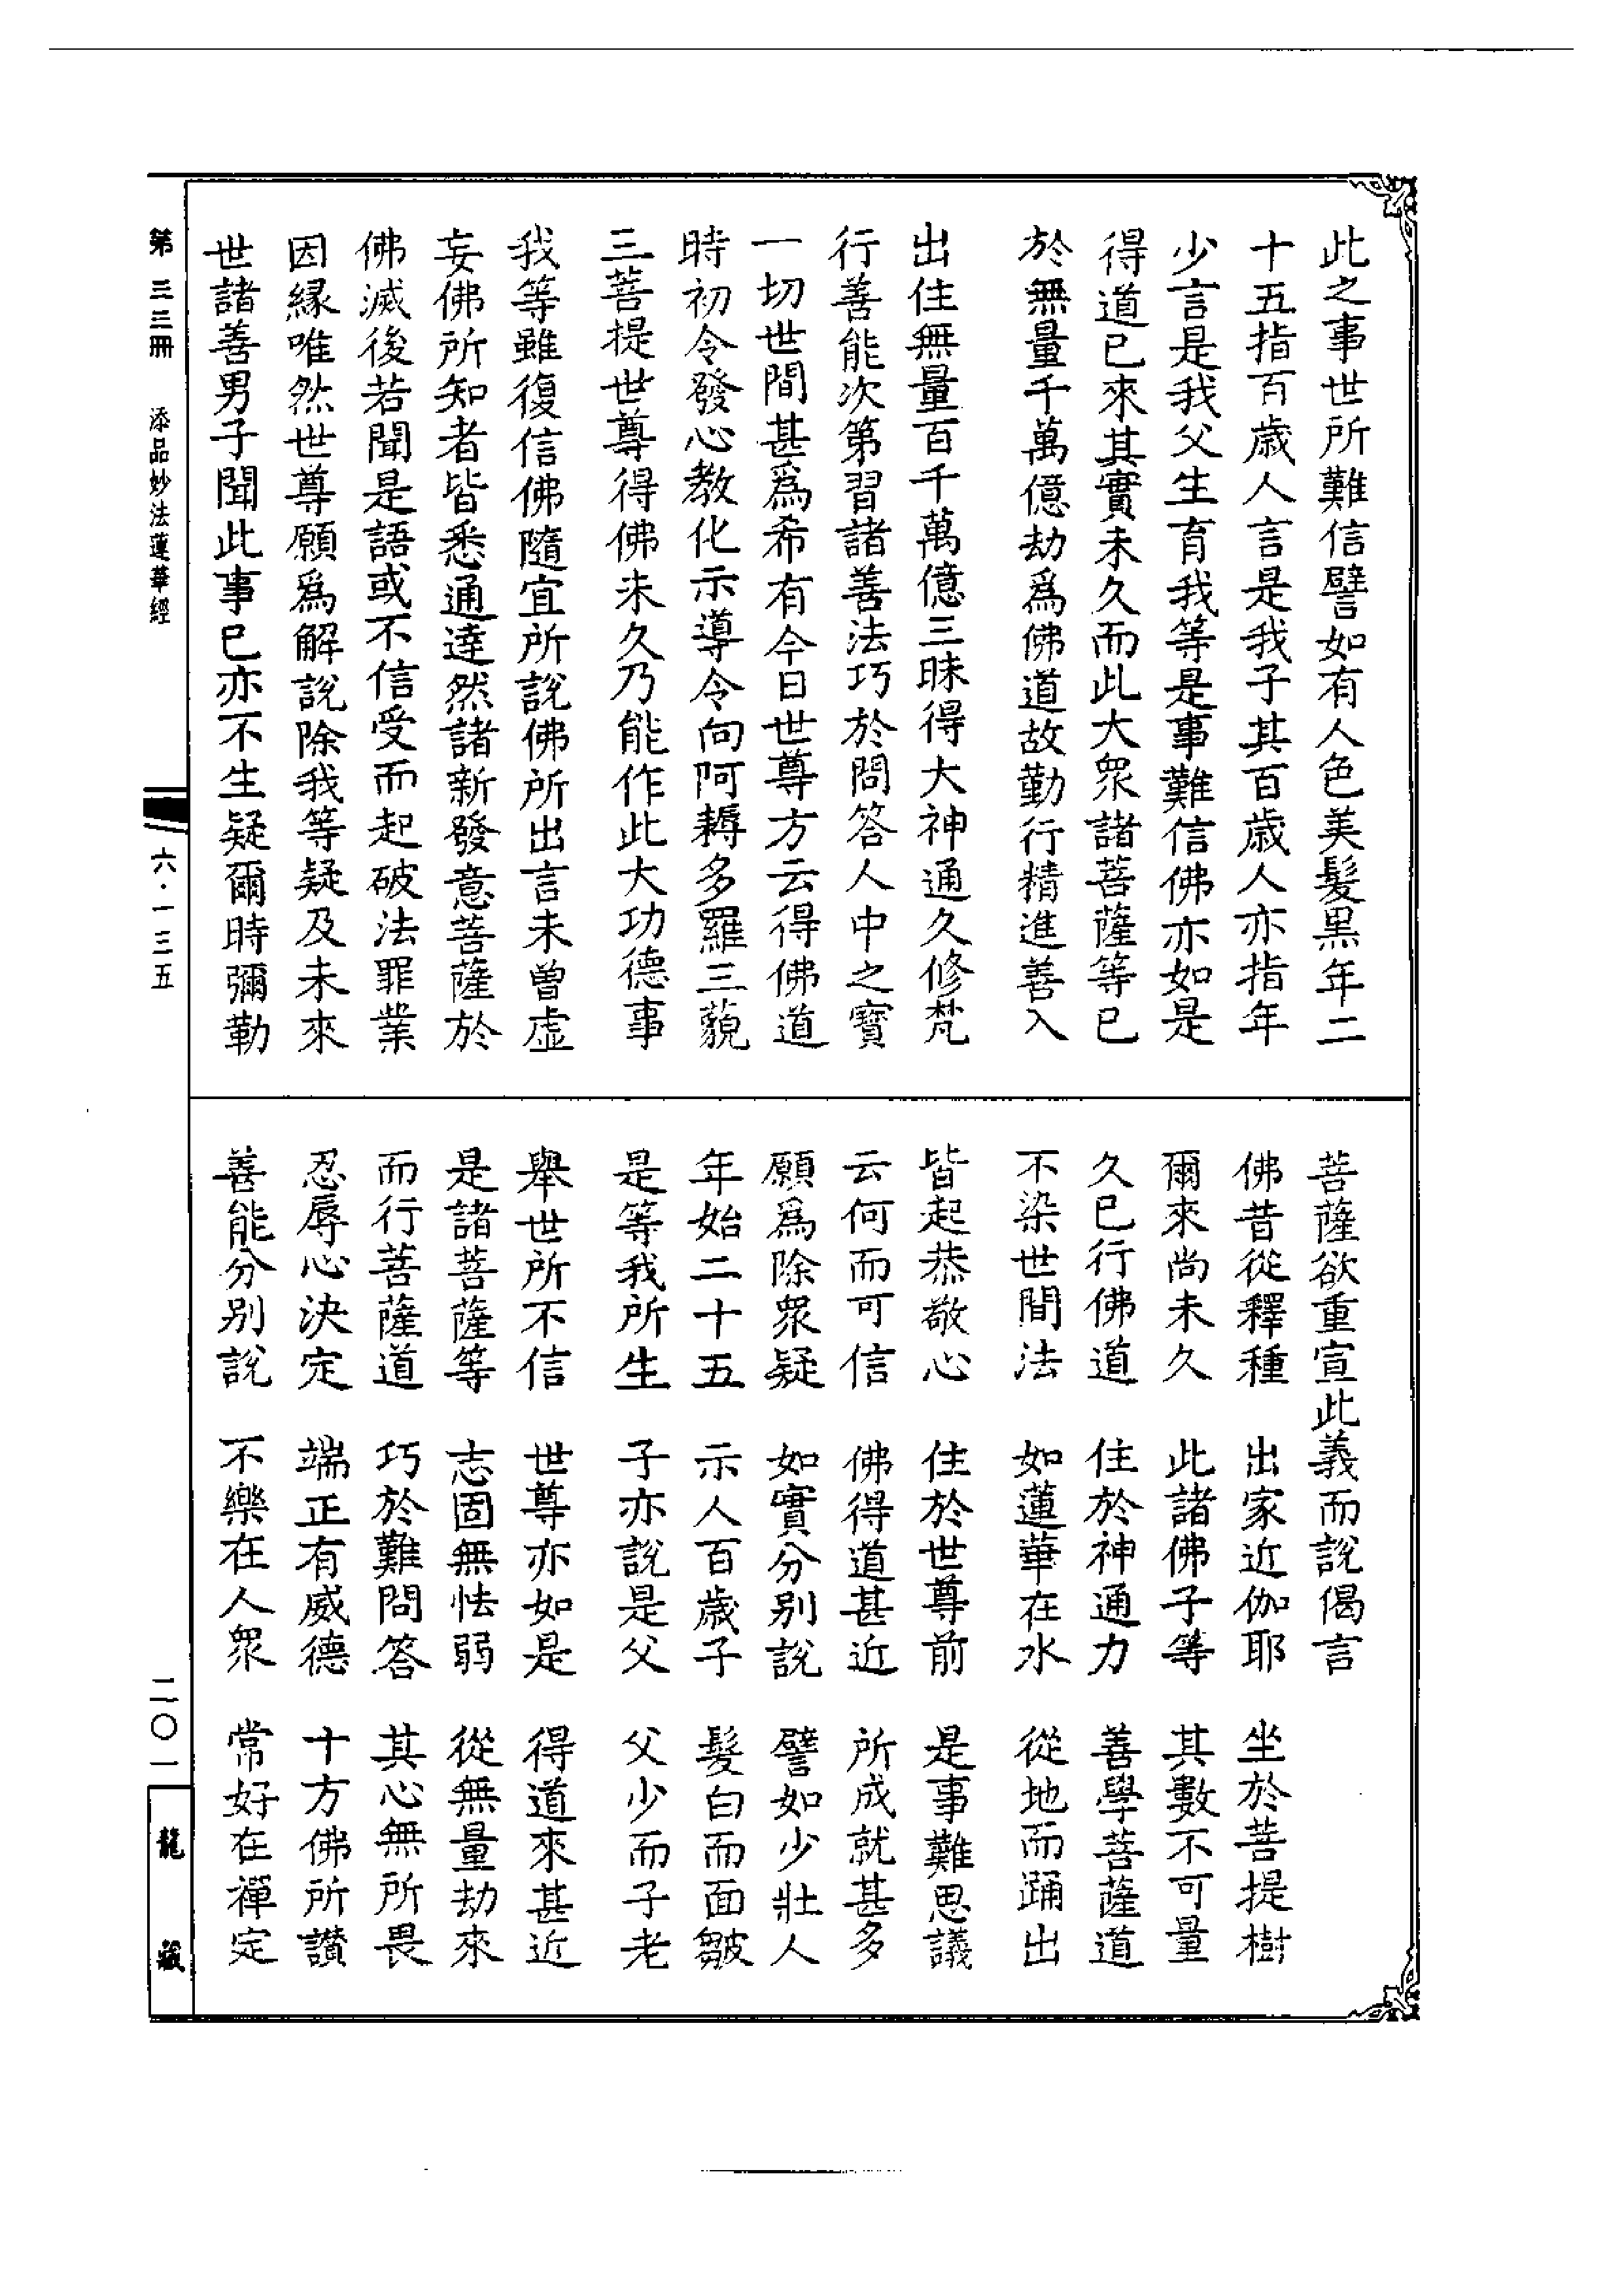 此之事世所難信譬如有人色美髮黑年二
十五指百歲人言是我子其百歲人亦指年
少言是我父生育我等是事難信佛亦如是
得道已來其實未久而此大眾諸菩薩等已
於無量千萬億劫爲佛道故勤行精進善入
出住無量百千萬億三昧得大神通久修梵
行善能次第習諸善法巧於問答人中之寶
一切世間甚爲希有今日世尊方云得佛道
時初令發心教化示導令向阿耨多羅三藐
三菩提世尊得佛未久乃能作此大功德事
我等雖復信佛隨宜所說佛所出言未曾虛
妄佛所知者皆悉通達然諸新發意菩薩於
佛滅後若聞是語或不信受而起破法罪業
因緣唯然世尊願爲解說除我等疑及未來
世諸善男子聞此事已亦不生疑爾時彌勒
菩薩欲重宣此義而說偈言
佛昔從釋種 出家近伽耶 坐於菩提樹
爾來尚未久 此諸佛子等 其數不可量
久已行佛道 住於神通力 善學菩薩道
不染世間法 如蓮華在水 從地而踊出
皆起恭敬心 住於世尊前 是事難思議
云何而可信 佛得道甚近 所成就甚多
願爲除眾疑 如實分別說 譬如少壯人
年始二十五 示人百歲子 髮白而面皺
是等我所生 子亦說是父 父少而子老
舉世所不信 世尊亦如是 得道來甚近
是諸菩薩等 志固無怯弱 從無量劫來
而行菩薩道 巧於難問答 其心無所畏
忍辱心決定 端正有威德 十方佛所讚
善能分別說 不樂在人眾 常好在禪定
第三三冊 添品妙法蓮華經
六·一三五
二〇一
龍藏